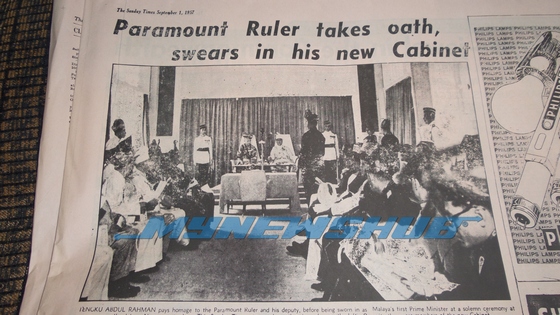 The Sunday Times September 1, 1957
Paramount Ruler takes oath,
swears in his new Cabinet
MYNEWSHUB
TENGKU ABDUL RAHMAN pays homage to the Paramount Ruler and his deputy, before being sworn in as Malaya's first Prime Minister at a solemn ceremony at
PHILIPS LAMPS
PHILIPS